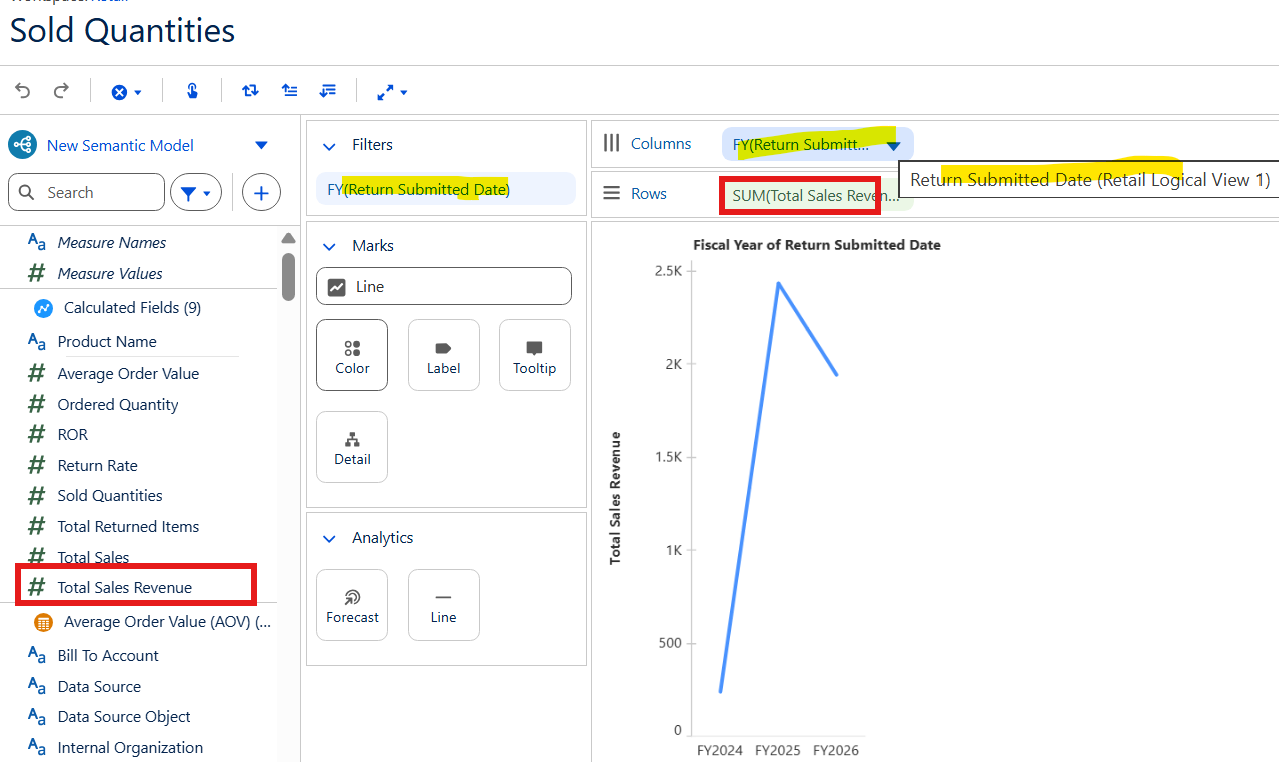 Sold Quantities
New Semantic Model
Search
Measure Names
Measure Values
Calculated Fields (9)
Product Name
Average Order Value
Ordered Quantity
ROR
Return Rate
Sold Quantities
Total Returned Items
Total Sales
Total Sales Revenue
Average Order Value (AOV) (...
Bill To Account
Data Source
Data Source Object
Internal Organization
Filters
FY(Return Submitted Date)
Marks
Line
Color
Label
Tooltip
Detail
Analytics
Forecast
Line
Columns
FY(Return Submitt...
Return Submitted Date (Retail Logical View 1)
Rows
SUM(Total Sales Reven...
Fiscal Year of Return Submitted Date
Total Sales Revenue
2.5K
2K
1.5K
1K
500
0
FY2024 FY2025 FY2026